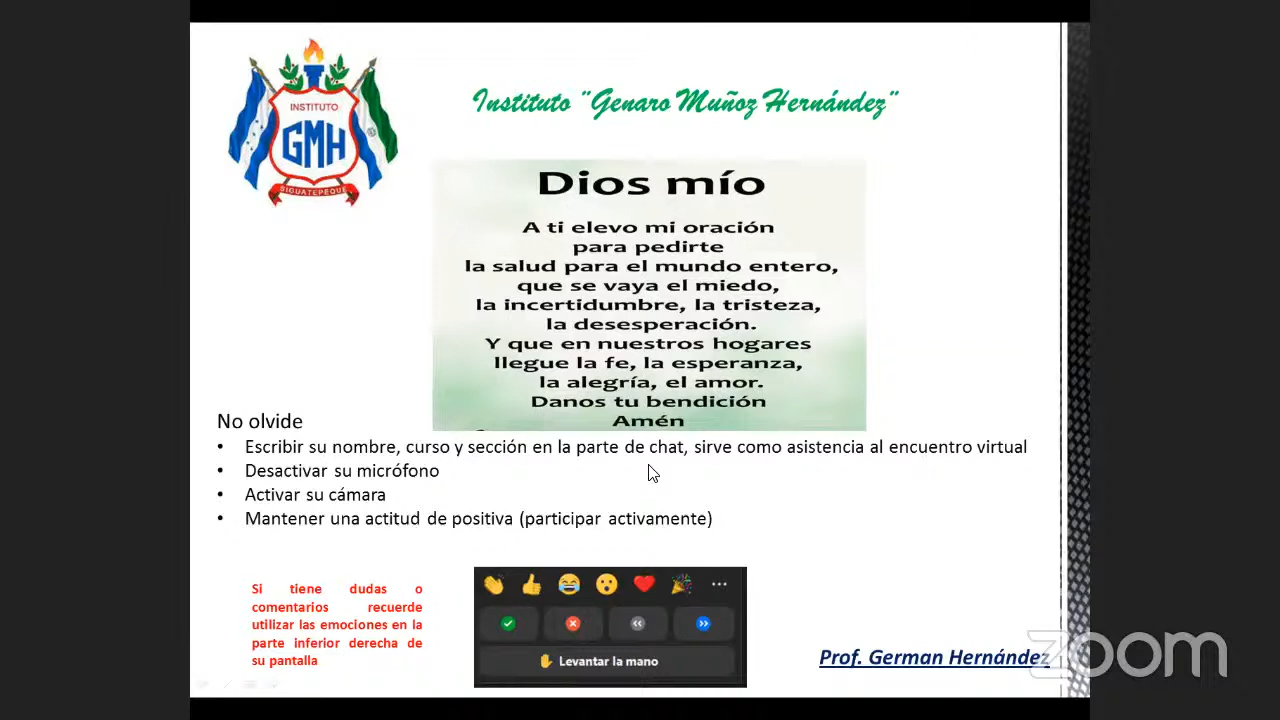 INSTITUTO
GMH
SIGUATEPEQUE
Instituto "Genaro Muñoz Hernández"
Dios mío
A ti elevo mi oración
para pedirte
la salud para el mundo entero,
que se vaya el miedo,
la incertidumbre, la tristeza,
la desesperación.
Y que en nuestros hogares
llegue la fe, la esperanza,
la alegría, el amor.
Danos tu bendición
Amén
No olvide
• Escribir su nombre, curso y sección en la parte de chat, sirve como asistencia al encuentro virtual
• Desactivar su micrófono
• Activar su cámara
• Mantener una actitud de positiva (participar activamente)
Si tiene dudas o
comentarios recuerde
utilizar las emociones en la
parte inferior derecha de
su pantalla
Levantar la mano
Prof. German Hernández
zoom